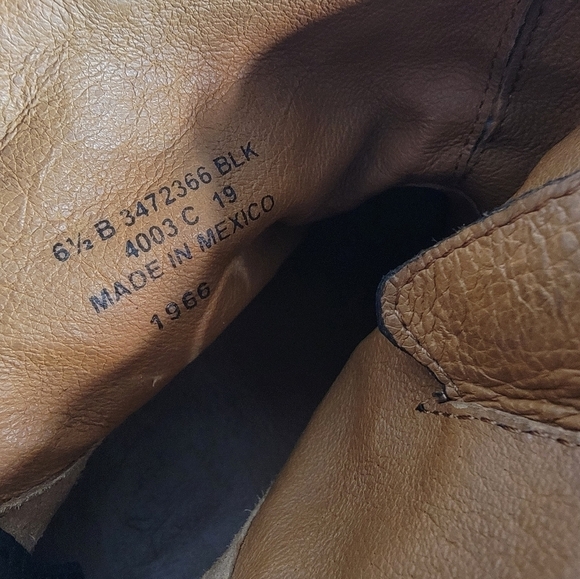 6½ B 3472366 BLK
4003 C 19
MADE IN MEXICO
1966